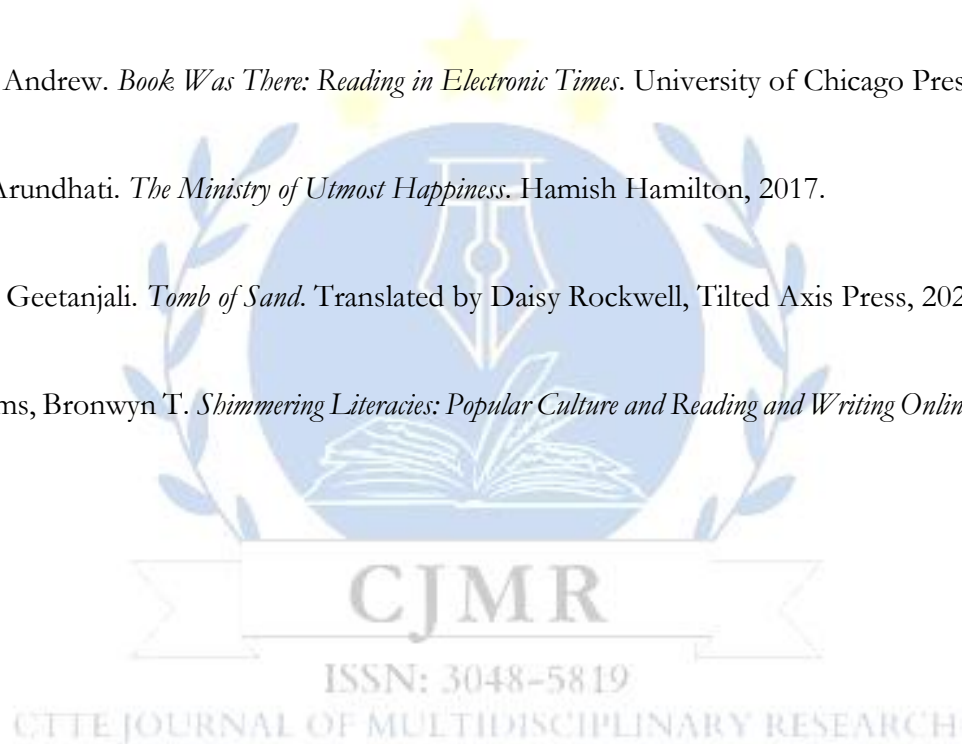 Andrew. Book Was There: Reading in Electronic Times. University of Chicago Pres
Arundhati. The Ministry of Utmost Happiness. Hamish Hamilton, 2017.
Geetanjali. Tomb of Sand. Translated by Daisy Rockwell, Tilted Axis Press, 202
ms, Bronwyn T. Shimmering Literacies: Popular Culture and Reading and Writing Onlin
CJMR
ISSN: 3048-5819
CTTE JOURNAL OF MULTIDISCIPLINARY RESEARCH